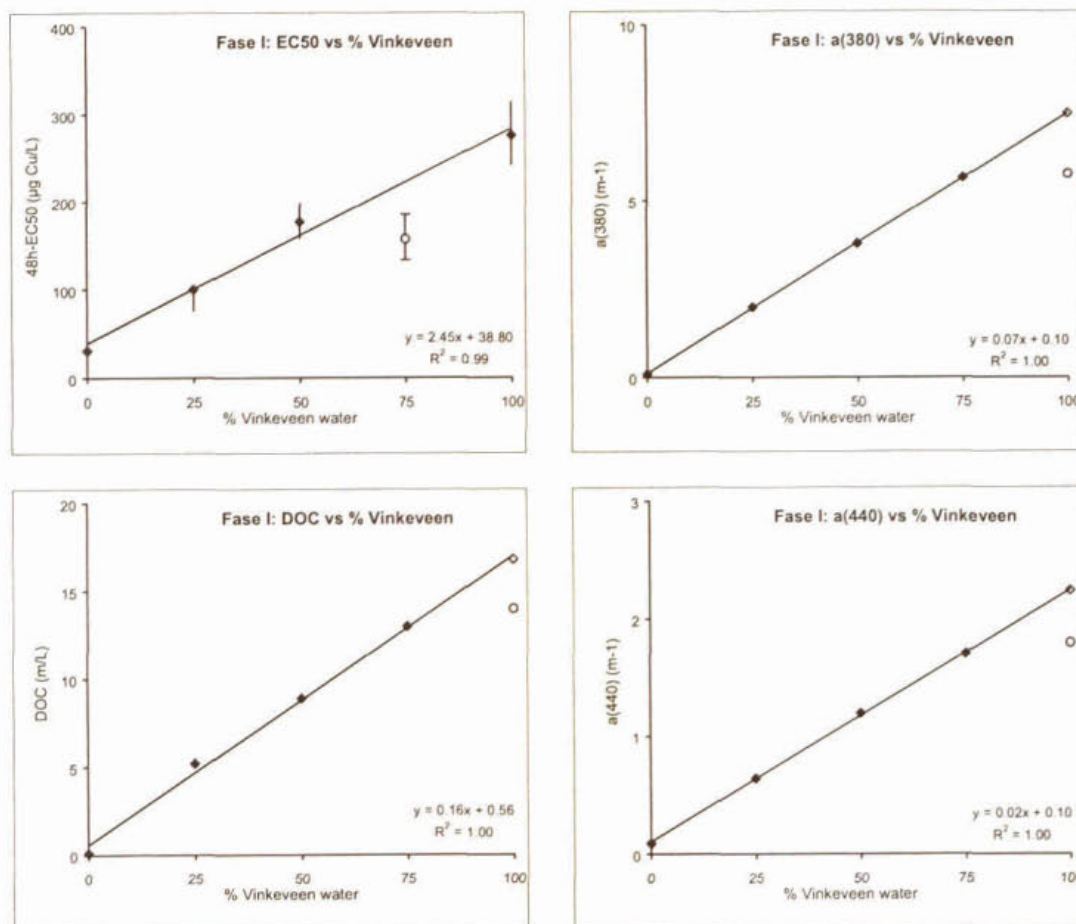 Fase I: EC50 vs % Vinkeveen
400
300
200
100
0
48h-EC50 (µg Cu/L)
y = 2.45x + 38.80
R² = 0.99
0 25 50 75 100
% Vinkeveen water
Fase I: a(380) vs % Vinkeveen
10
5
0
a(380) (m-1)
y = 0.07x + 0.10
R² = 1.00
0 25 50 75 100
% Vinkeveen water
Fase I: DOC vs % Vinkeveen
20
15
10
5
0
DOC (m/L)
y = 0.16x + 0.56
R² = 1.00
0 25 50 75 100
% Vinkeveen water
Fase I: a(440) vs % Vinkeveen
3
2
1
0
a(440) (m-1)
y = 0.02x + 0.10
R² = 1.00
0 25 50 75 100
% Vinkeveen water